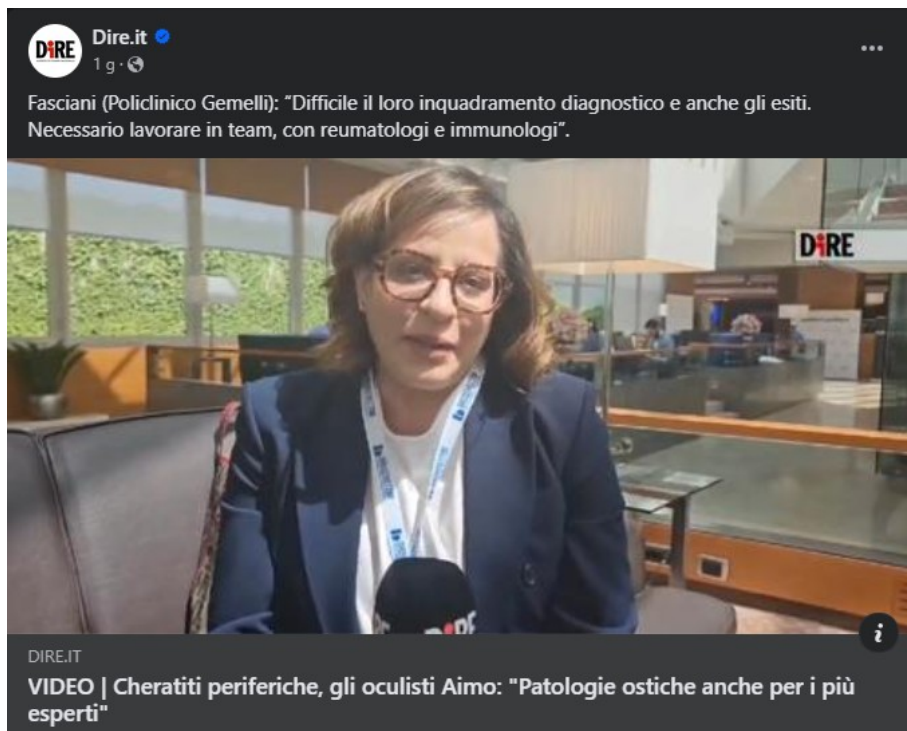 DiRE
Dire.it
1 g ·
Fasciani (Policlinico Gemelli): “Difficile il loro inquadramento diagnostico e anche gli esiti.
Necessario lavorare in team, con reumatologi e immunologi”.
DiRE
DiRE
DIRE.IT
VIDEO | Cheratiti periferiche, gli oculisti Aimo: "Patologie ostiche anche per i più
esperti"